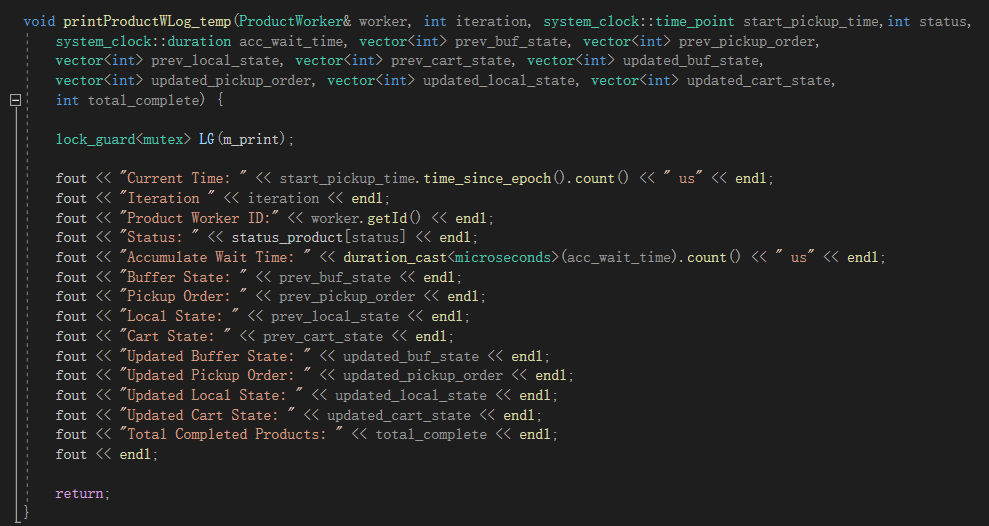 void printProductWLog_temp(ProductWorker& worker, int iteration, system_clock::time_point start_pickup_time,int status,
    system_clock::duration acc_wait_time, vector<int> prev_buf_state, vector<int> prev_pickup_order,
    vector<int> prev_local_state, vector<int> prev_cart_state, vector<int> updated_buf_state,
    vector<int> updated_pickup_order, vector<int> updated_local_state, vector<int> updated_cart_state,
    int total_complete) {
    lock_guard<mutex> LG(m_print);
    fout << "Current Time: " << start_pickup_time.time_since_epoch().count() << " us" << endl;
    fout << "Iteration " << iteration << endl;
    fout << "Product Worker ID:" << worker.getId() << endl;
    fout << "Status: " << status_product[status] << endl;
    fout << "Accumulate Wait Time: " << duration_cast<microseconds>(acc_wait_time).count() << " us" << endl;
    fout << "Buffer State: " << prev_buf_state << endl;
    fout << "Pickup Order: " << prev_pickup_order << endl;
    fout << "Local State: " << prev_local_state << endl;
    fout << "Cart State: " << prev_cart_state << endl;
    fout << "Updated Buffer State: " << updated_buf_state << endl;
    fout << "Updated Pickup Order: " << updated_pickup_order << endl;
    fout << "Updated Local State: " << updated_local_state << endl;
    fout << "Updated Cart State: " << updated_cart_state << endl;
    fout << "Total Completed Products: " << total_complete << endl;
    fout << endl;
    return;
}